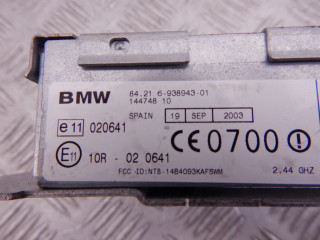 BMW 84.21 6-938943-01
144748 10
SPAIN 19 SEP 2003
e11 020641
CE0700!
E11 10R - 02 0641
FCC ID:NT8-14B4093KAFSWM
2.44 GHZ